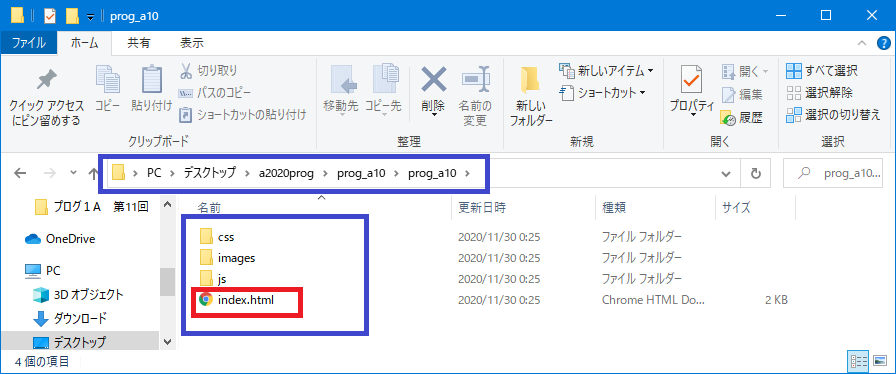 prog_a10
ファイル ホーム 共有 表示
クイック アクセス
にピン留めする
コピー
貼り付け
切り取り
パスのコピー
ショートカットの貼り付け
クリップボード
移動先
コピー先
削除
名前の
変更
整理
新しい
フォルダー
新しいアイテム
ショートカット
新規
プロパティ
開く
編集
履歴
開く
すべて選択
選択解除
選択の切り替え
選択
PC デスクトップ a2020prog prog_a10 prog_a10
prog_a10...
プログ1A 第11回
OneDrive
PC
3D オブジェクト
ダウンロード
デスクトップ
名前 更新日時 種類 サイズ
css 2020/11/30 0:25 ファイル フォルダー
images 2020/11/30 0:25 ファイル フォルダー
js 2020/11/30 0:25 ファイル フォルダー
index.html 2020/11/30 0:25 Chrome HTML Do... 2 KB
4 個の項目